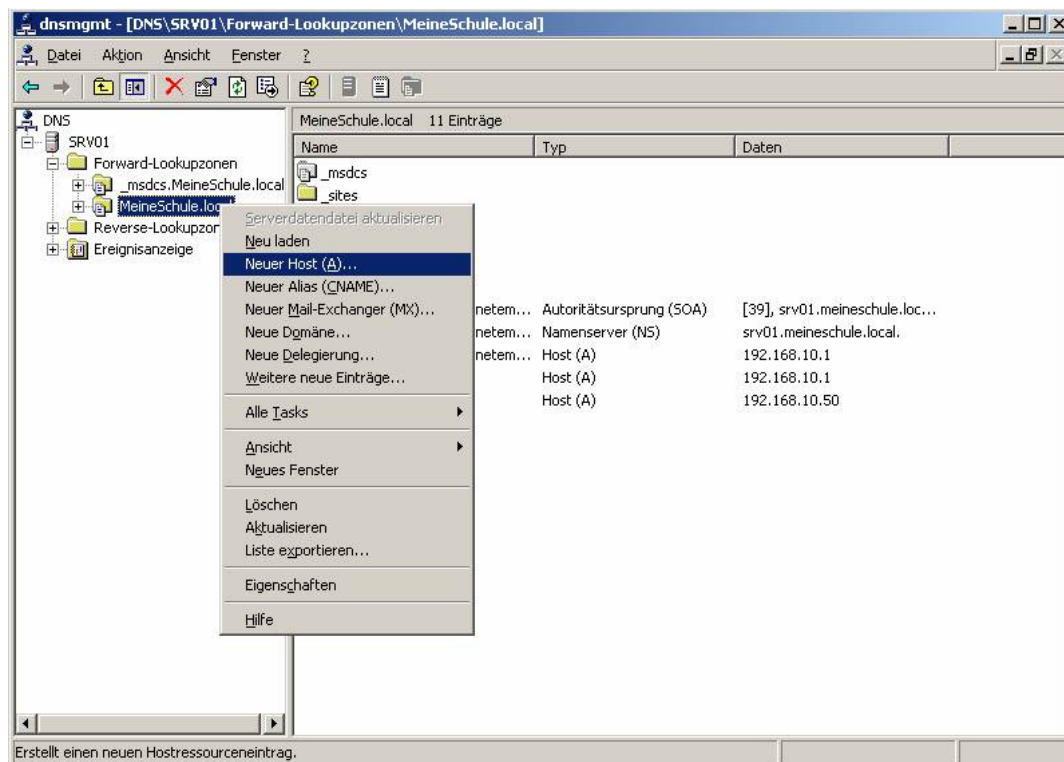 dnsmgmt - [DNS\SRV01\Forward-Lookupzonen\MeineSchule.local]
Datei Aktion Ansicht Fenster ?
DNS
SRV01
Forward-Lookupzonen
_msdcs.MeineSchule.local
MeineSchule.loc
Reverse-Lookupzor
Ereignisanzeige
MeineSchule.local 11 Einträge
Name Typ Daten
_msdcs
_sites
netem... Autoritätsursprung (SOA) [39], srv01.meineschule.loc...
netem... Namenserver (NS) srv01.meineschule.local.
netem... Host (A) 192.168.10.1
Host (A) 192.168.10.1
Host (A) 192.168.10.50
Serverdatendatei aktualisieren
Neu laden
Neuer Host (A)...
Neuer Alias (CNAME)...
Neuer Mail-Exchanger (MX)...
Neue Domäne...
Neue Delegierung...
Weitere neue Einträge...
Alle Tasks
Ansicht
Neues Fenster
Löschen
Aktualisieren
Liste exportieren...
Eigenschaften
Hilfe
Erstellt einen neuen Hostressourceneintrag.